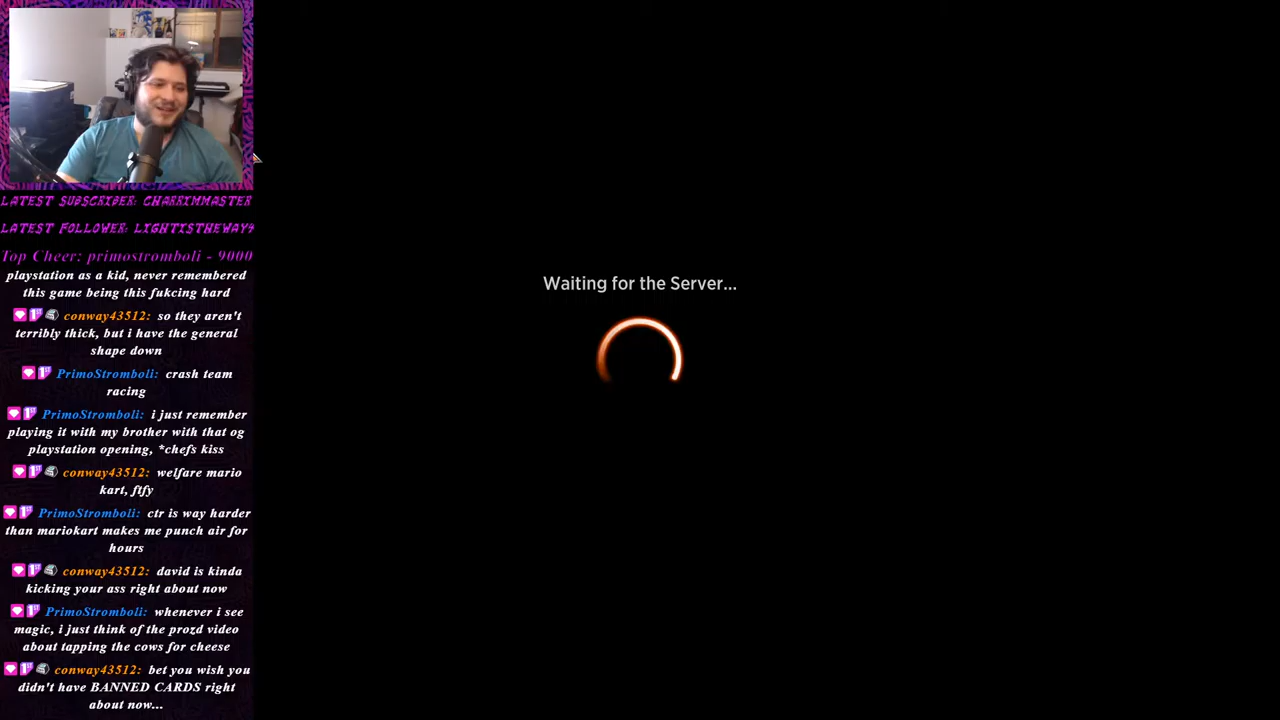 LATEST SUBSCRIBER: CHARRIMMASTER
LATEST FOLLOWER: LIGHTISTHEWAY9
Top Cheer: primostromboli - 9000
playstation as a kid, never remembered
this game being this fukcing hard
conway43512: so they aren't
terribly thick, but i have the general
shape down
PrimoStromboli: crash team
racing
PrimoStromboli: i just remember
playing it with my brother with that og
playstation opening, *chefs kiss
conway43512: welfare mario
kart, ftfy
PrimoStromboli: ctr is way harder
than mariokart makes me punch air for
hours
conway43512: david is kinda
kicking your ass right about now
PrimoStromboli: whenever i see
magic, i just think of the prozd video
about tapping the cows for cheese
conway43512: bet you wish you
didn't have BANNED CARDS right
about now...
Waiting for the Server...